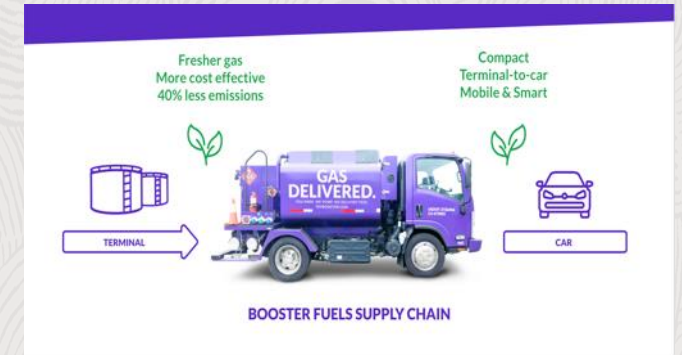 Fresher gas
More cost effective
40% less emissions
Compact
Terminal-to-car
Mobile & Smart
GAS
DELIVERED.
TERMINAL
CAR
BOOSTER FUELS SUPPLY CHAIN